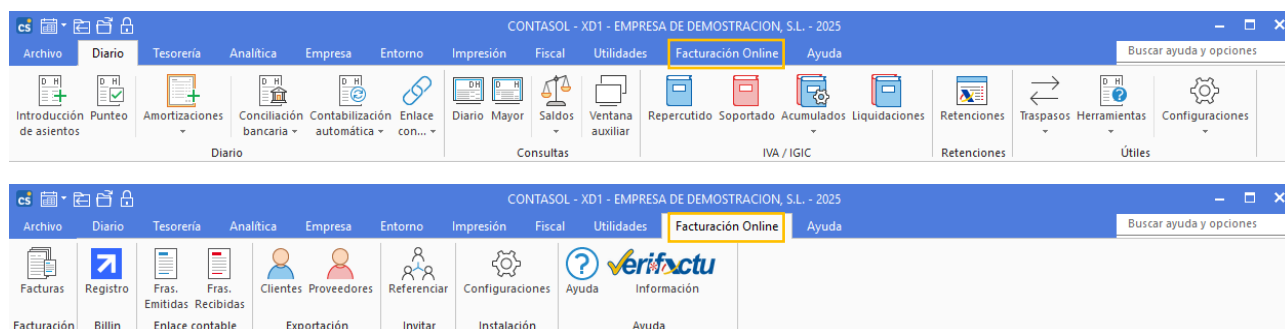 cs CONTASOL - XD1 - EMPRESA DE DEMOSTRACION, S.L. - 2025
Archivo Diario Tesorería Analítica Empresa Entorno Impresión Fiscal Utilidades Facturación Online Ayuda Buscar ayuda y opciones
D H D H D H D H DH D H D H
Introducción Punteo Amortizaciones Conciliación Contabilización Enlace Diario Mayor Saldos Ventana Repercutido Soportado Acumulados Liquidaciones Retenciones Traspasos Herramientas Configuraciones
de asientos bancaria automática con... auxiliar
Diario Consultas IVA / IGIC Retenciones Útiles
cs CONTASOL - XD1 - EMPRESA DE DEMOSTRACION, S.L. - 2025
Archivo Diario Tesorería Analítica Empresa Entorno Impresión Fiscal Utilidades Facturación Online Ayuda Buscar ayuda y opciones
verifactu
Facturas Registro Fras. Fras. Clientes Proveedores Referenciar Configuraciones Ayuda Información
Emitidas Recibidas
Facturación Billin Enlace contable Exportación Invitar Instalación Ayuda